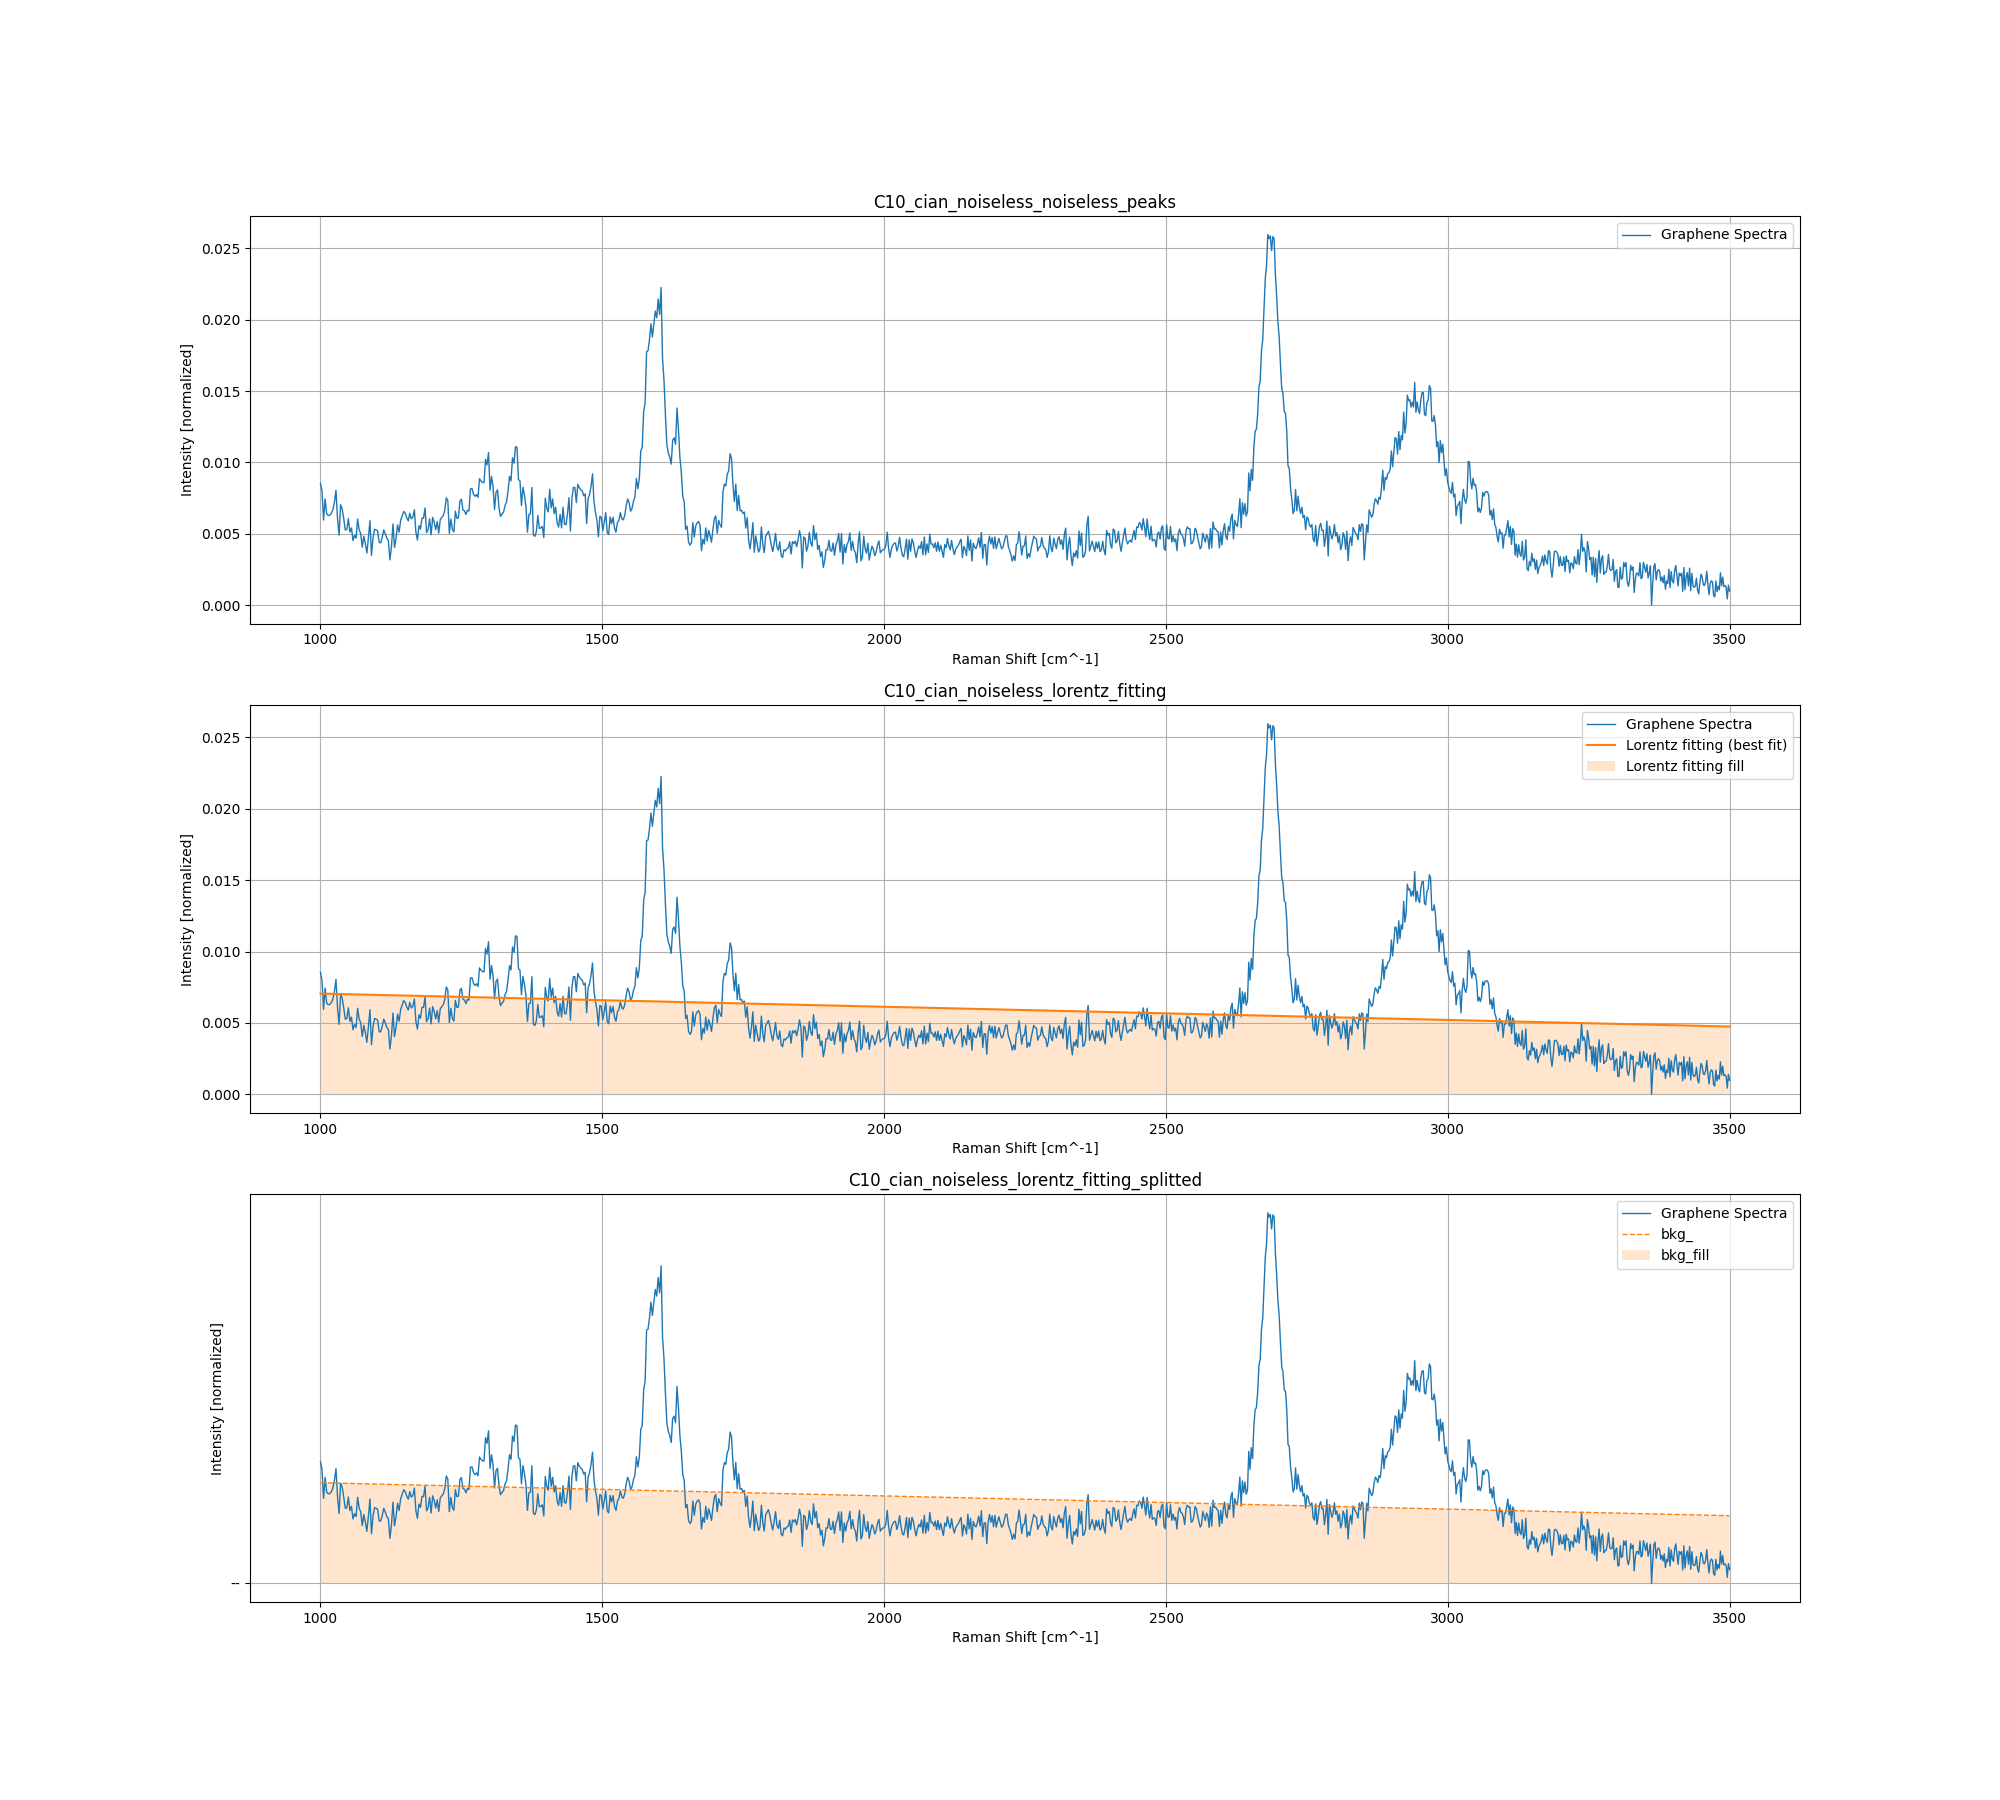 C10_cian_noiseless_noiseless_peaks
Graphene Spectra
0.025
0.020
0.015
0.010
0.005
0.000
Intensity [normalized]
1000 1500 2000 2500 3000 3500
Raman Shift [cm^-1]
C10_cian_noiseless_lorentz_fitting
Graphene Spectra
Lorentz fitting (best fit)
Lorentz fitting fill
0.025
0.020
0.015
0.010
0.005
0.000
Intensity [normalized]
1000 1500 2000 2500 3000 3500
Raman Shift [cm^-1]
C10_cian_noiseless_lorentz_fitting_splitted
Graphene Spectra
bkg_
bkg_fill
Intensity [normalized]
--
1000 1500 2000 2500 3000 3500
Raman Shift [cm^-1]